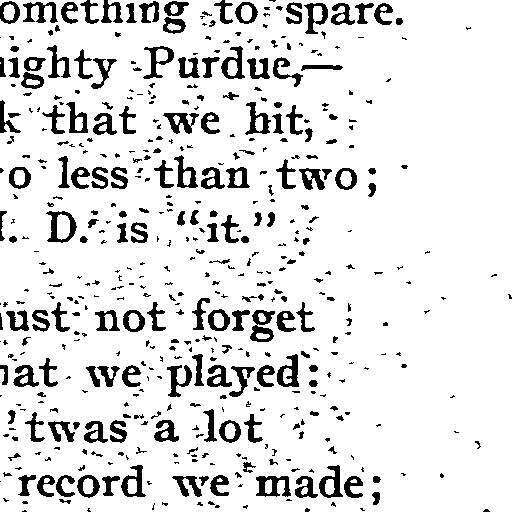 omething to spare.
ighty Purdue,—
k that we hit,
o less than two;
. D. is "it."
ust not forget
hat we played:
'twas a lot
record we made;